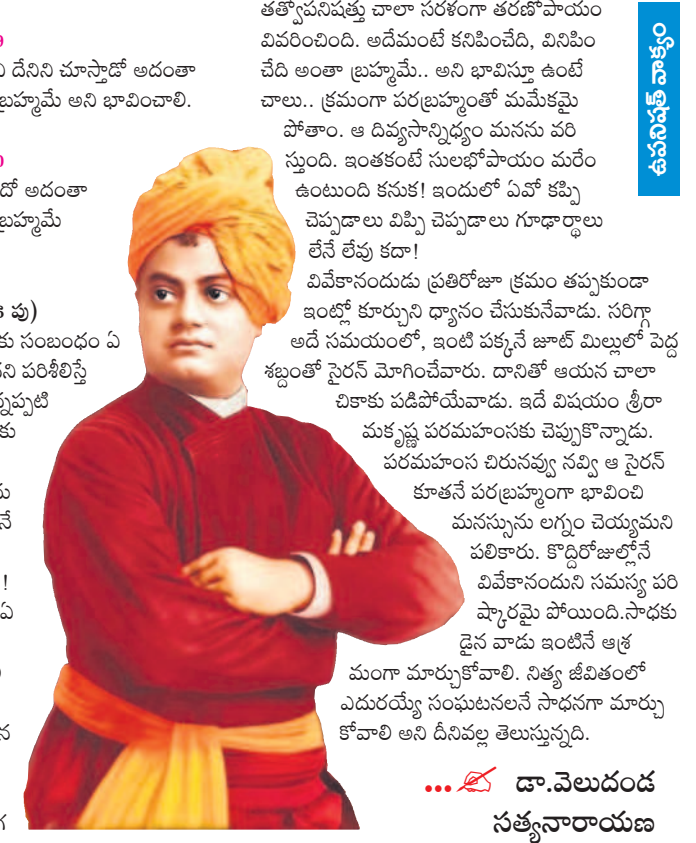 ఉపనిషత్ వాక్యం
ని దేనిని చూస్తాడో అదంతా
బ్రహ్మమే అని భావించాలి.
దో అదంతా
బ్రహ్మమే
పు)
కు సంబంధం ఏ
ని పరిశీలిస్తే
న్నప్పటి
కు
నే
!
ఏ
న
తత్వోపనిషత్తు చాలా సరళంగా తరణోపాయం
వివరించింది. అదేమంటే కనిపించేది, వినిపిం
చేది అంతా బ్రహ్మమే.. అని భావిస్తూ ఉంటే
చాలు.. క్రమంగా పరబ్రహ్మంతో మమేకమై
పోతాం. ఆ దివ్యసాన్నిధ్యం మనను వరి
స్తుంది. ఇంతకంటే సులభోపాయం మరేం
ఉంటుంది కనుక! ఇందులో ఏవో కప్పి
చెప్పడాలు విప్పి చెప్పడాలు గూఢార్థాలు
లేనే లేవు కదా!
వివేకానందుడు ప్రతిరోజూ క్రమం తప్పకుండా
ఇంట్లో కూర్చుని ధ్యానం చేసుకునేవాడు. సరిగ్గా
అదే సమయంలో, ఇంటి పక్కనే జూట్ మిల్లులో పెద్ద
శబ్దంతో సైరన్ మోగించేవారు. దానితో ఆయన చాలా
చికాకు పడిపోయేవాడు. ఇదే విషయం శ్రీరా
మకృష్ణ పరమహంసకు చెప్పుకొన్నాడు.
పరమహంస చిరునవ్వు నవ్వి ఆ సైరన్
కూతనే పరబ్రహ్మంగా భావించి
మనస్సును లగ్నం చెయ్యమని
పలికారు. కొద్దిరోజుల్లోనే
వివేకానందుని సమస్య పరి
ష్కారమై పోయింది.సాధకు
డైన వాడు ఇంటినే ఆశ్ర
మంగా మార్చుకోవాలి. నిత్య జీవితంలో
ఎదురయ్యే సంఘటనలనే సాధనగా మార్చు
కోవాలి అని దీనివల్ల తెలుస్తున్నది.
... డా.వెలుదండ
సత్యనారాయణ